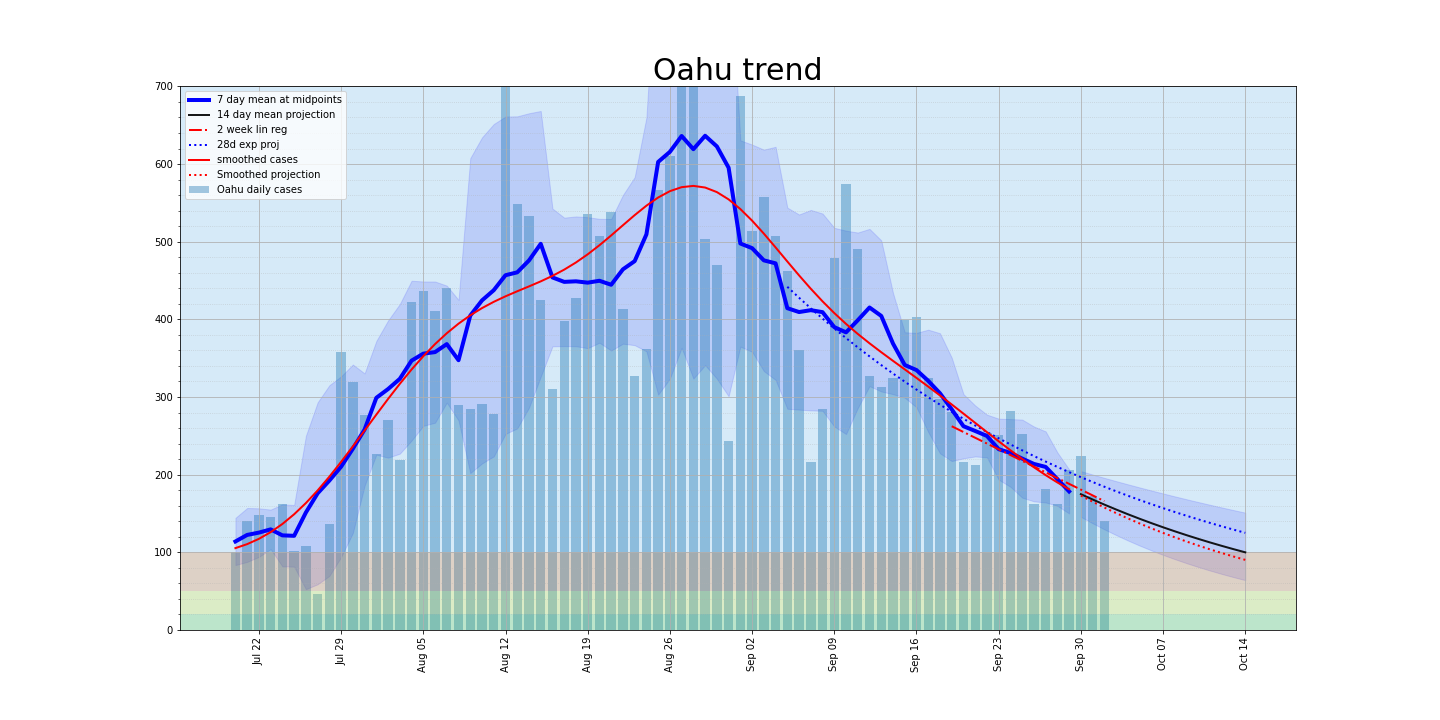 Oahu trend
700
600
500
400
300
200
100
0
7 day mean at midpoints
14 day mean projection
2 week lin reg
28d exp proj
smoothed cases
Smoothed projection
Oahu daily cases
Jul 22
Jul 29
Aug 05
Aug 12
Aug 19
Aug 26
Sep 02
Sep 09
Sep 16
Sep 23
Sep 30
Oct 07
Oct 14